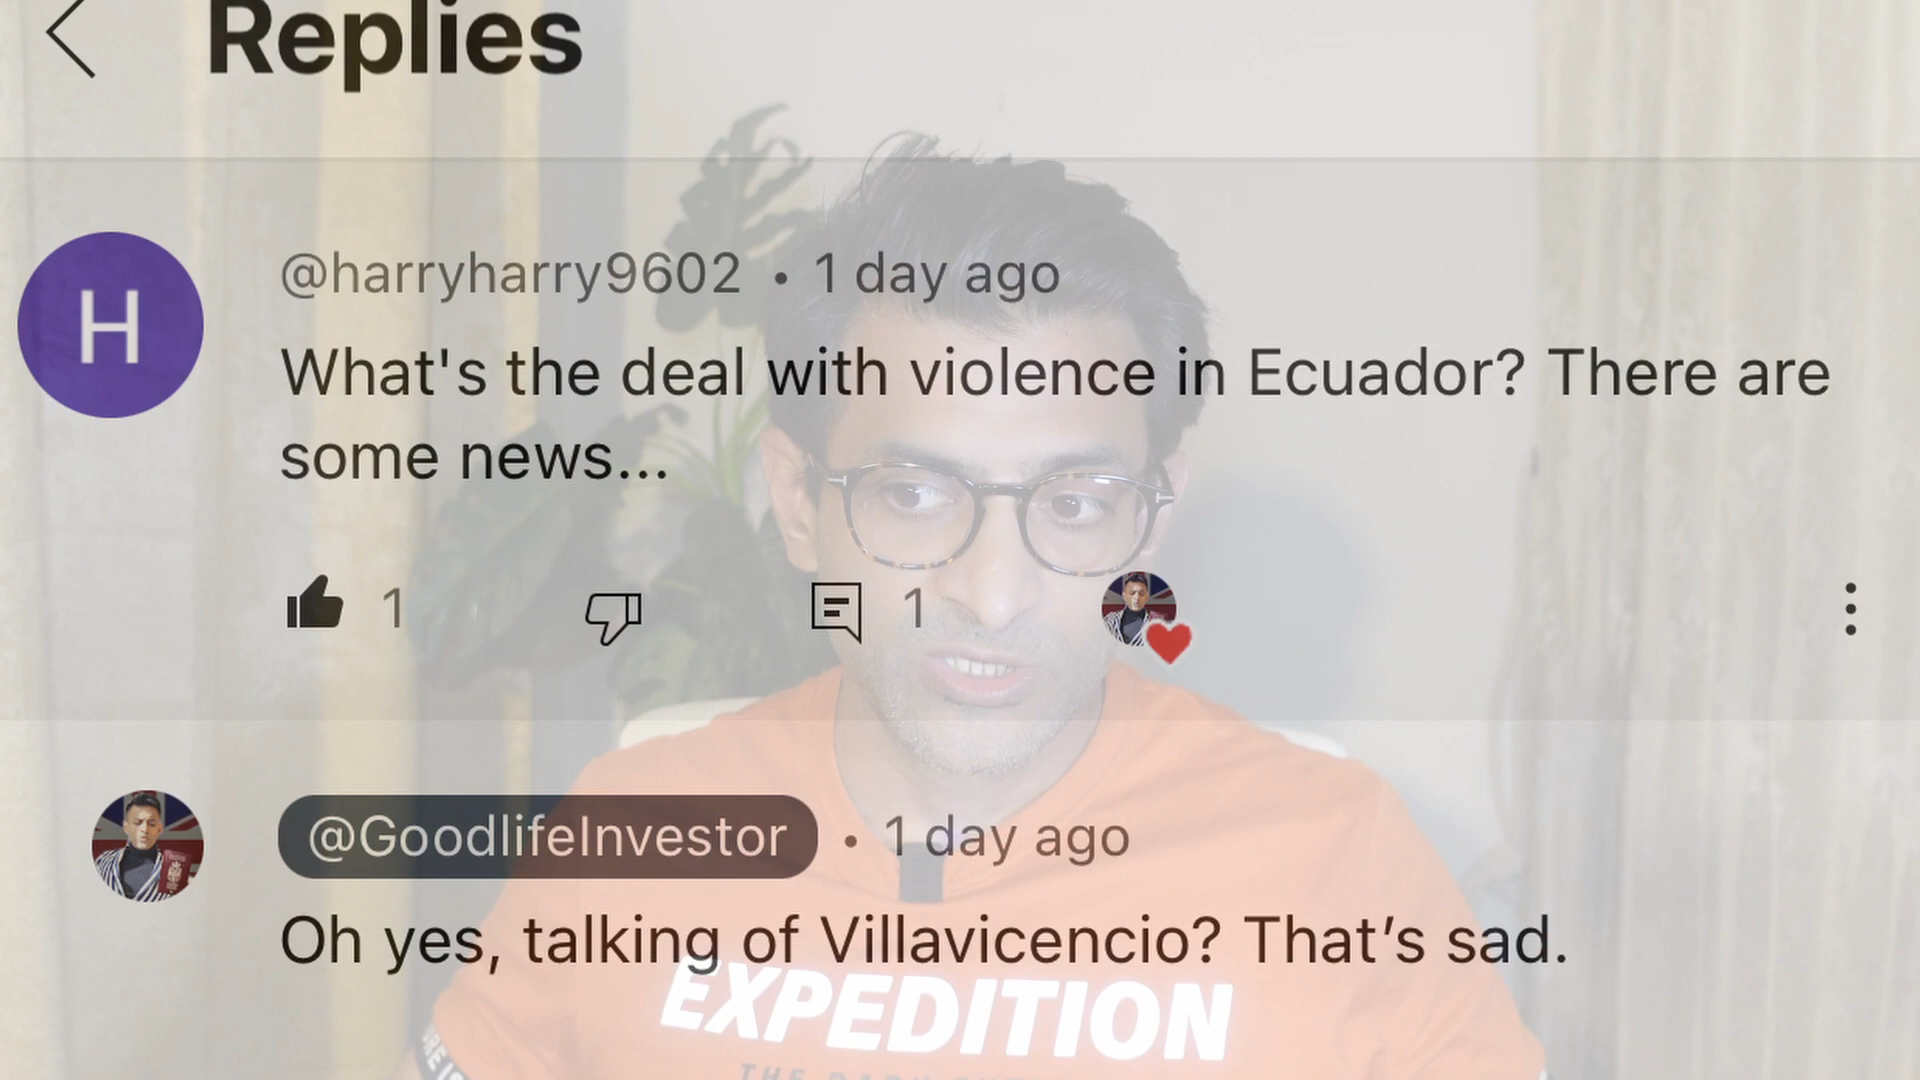 Replies
H
@harryharry9602 • 1 day ago
What's the deal with violence in Ecuador? There are
some news...
1
1
@GoodlifeInvestor • 1 day ago
Oh yes, talking of Villavicencio? That’s sad.
EXPEDITION